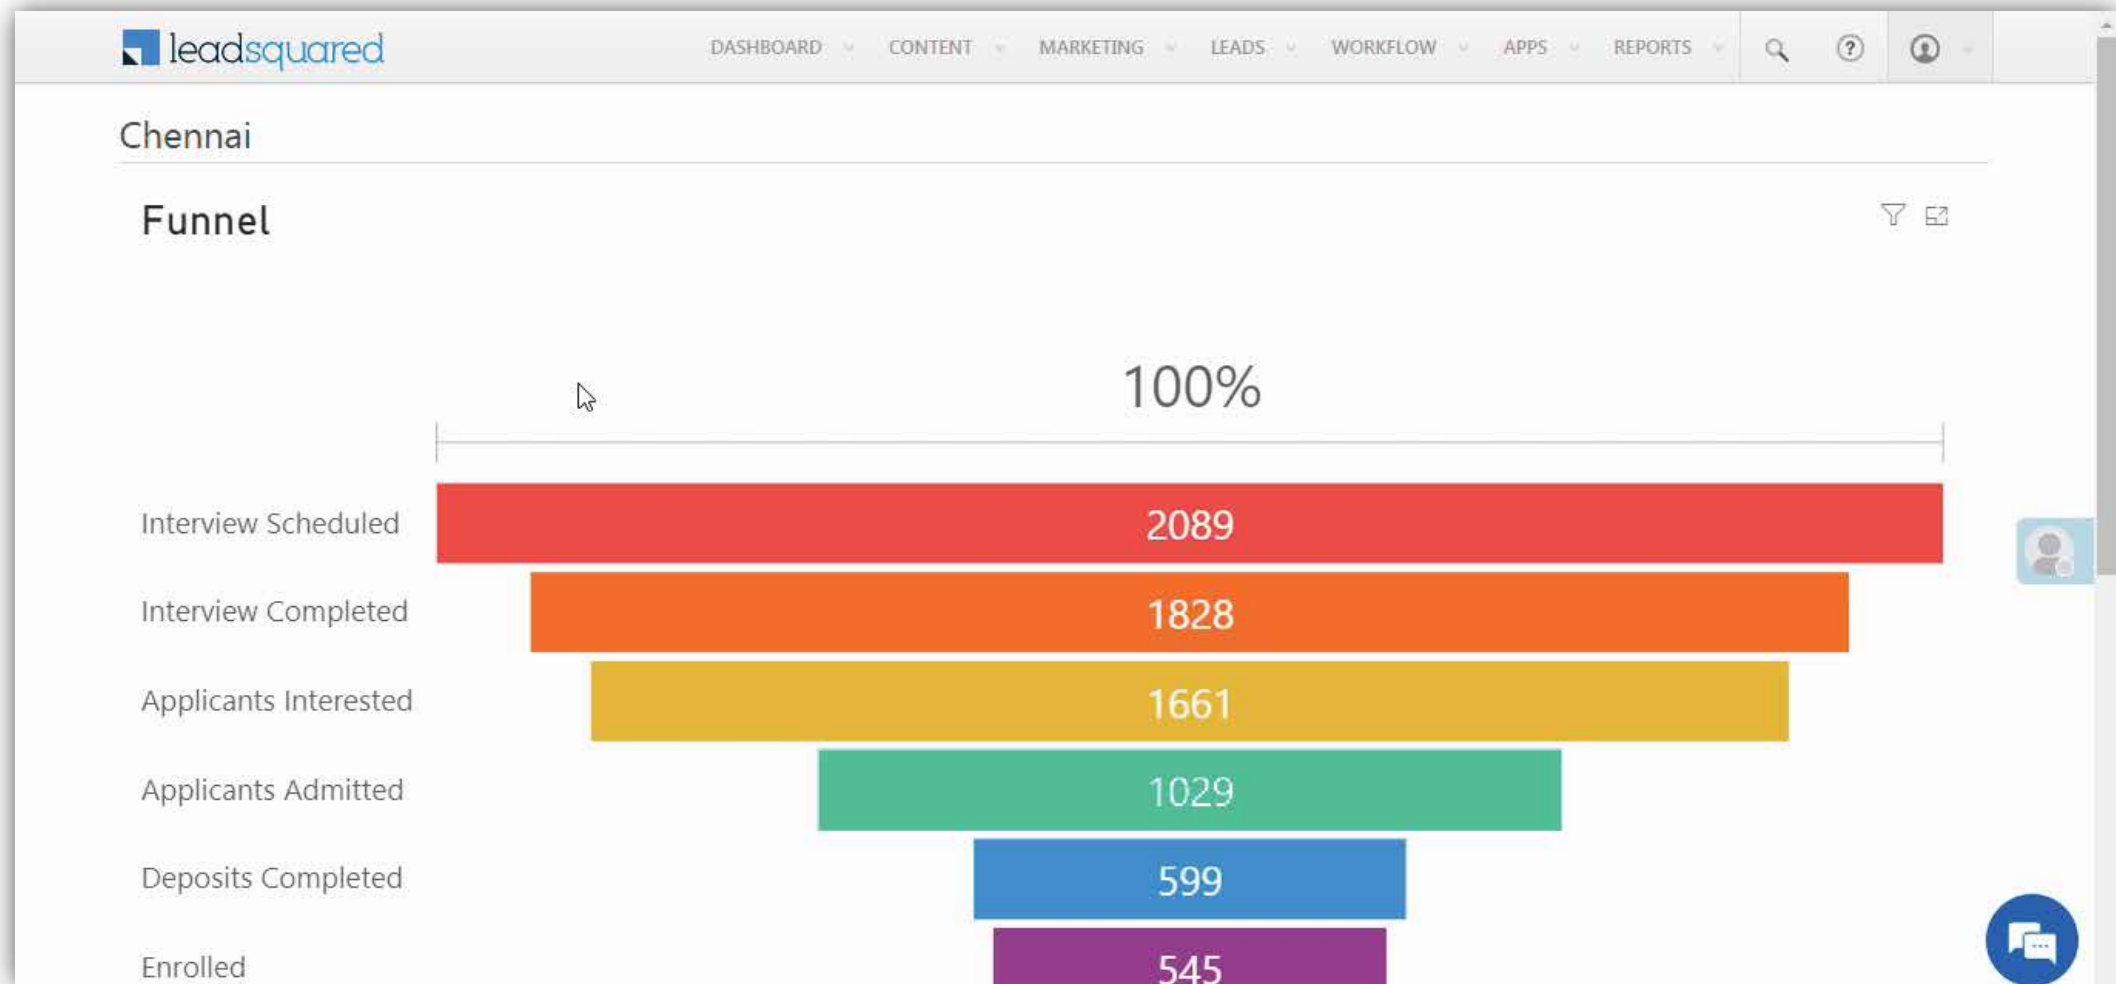 leadsquared
DASHBOARD CONTENT MARKETING LEADS WORKFLOW APPS REPORTS ?
Chennai
Funnel
100%
Interview Scheduled 2089
Interview Completed 1828
Applicants Interested 1661
Applicants Admitted 1029
Deposits Completed 599
Enrolled 545